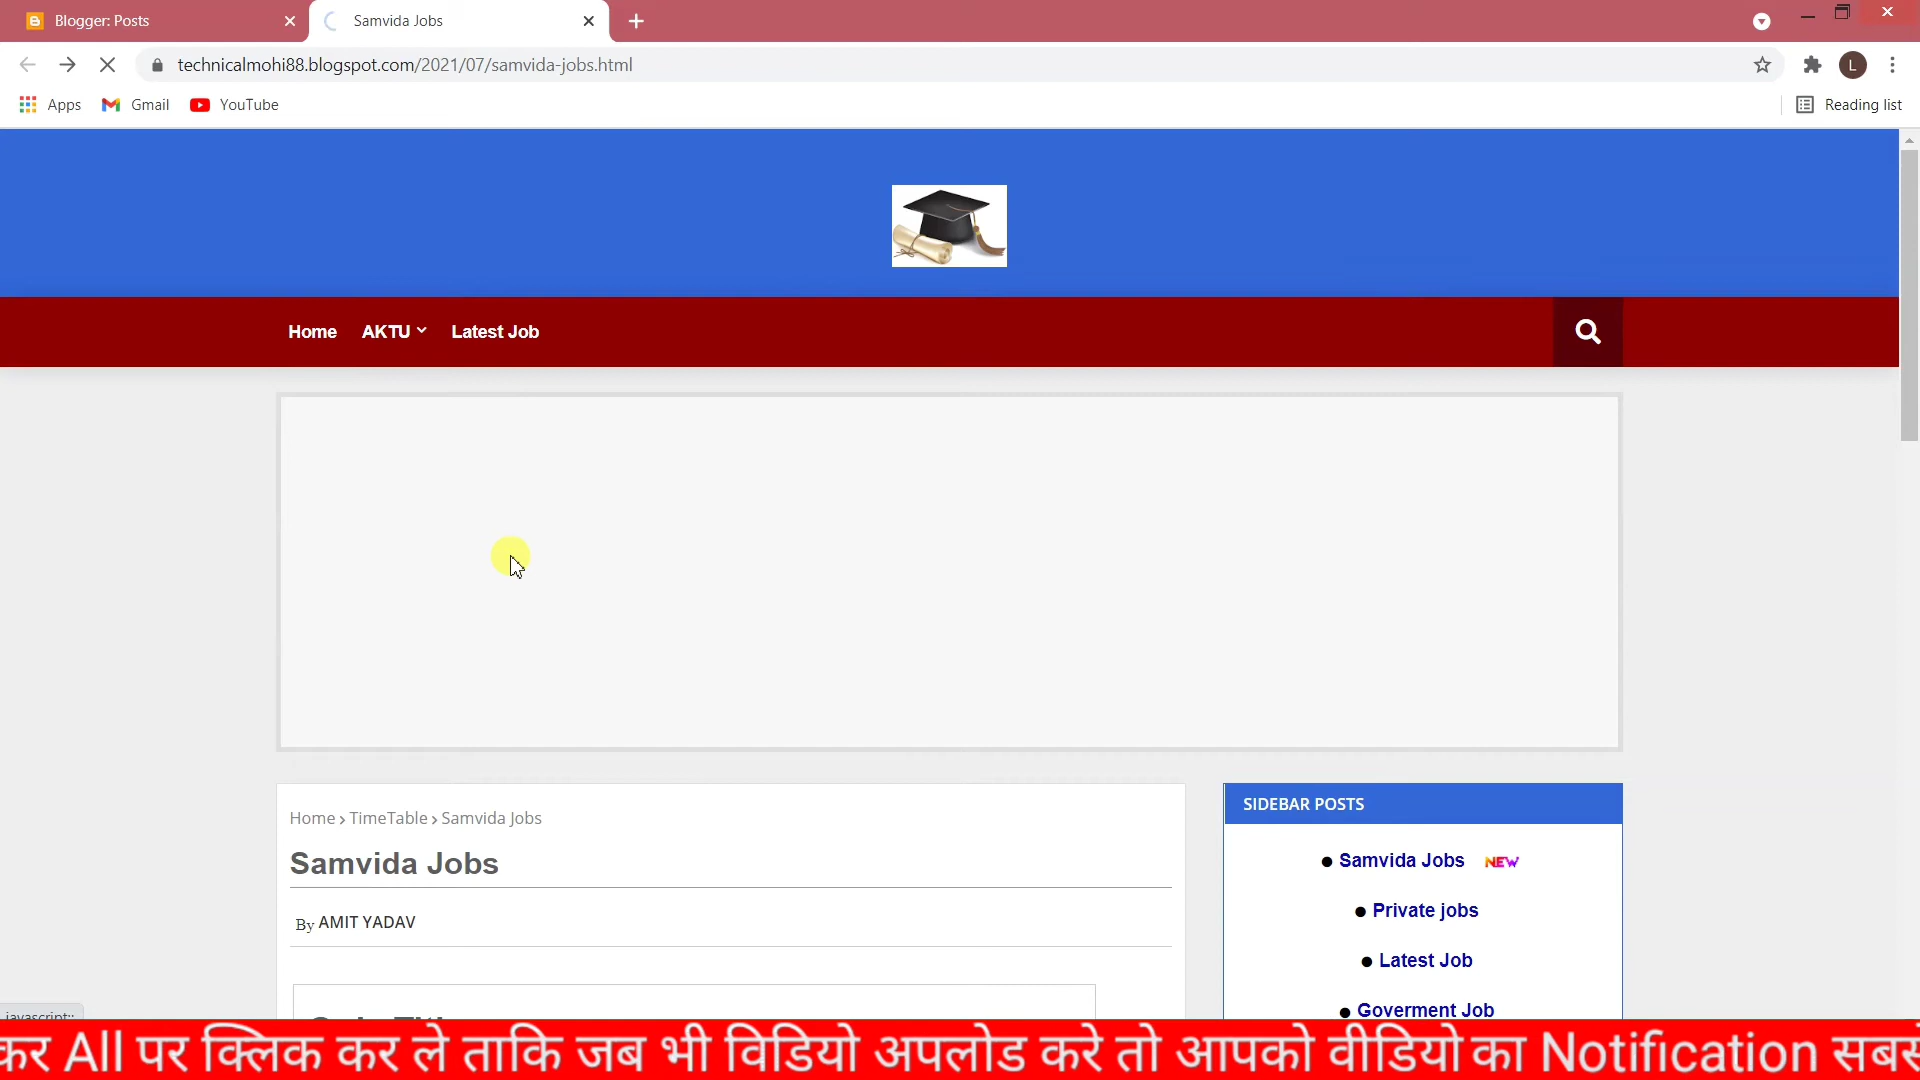 Blogger: Posts
Samvida Jobs
technicalmohi88.blogspot.com/2021/07/samvida-jobs.html
L
Apps
Gmail
YouTube
Reading list
Home
AKTU
Latest Job
Home › TimeTable › Samvida Jobs
Samvida Jobs
By AMIT YADAV
SIDEBAR POSTS
● Samvida Jobs NEW
● Private jobs
● Latest Job
● Goverment Job
javascript:;
कर All पर क्लिक कर ले ताकि जब भी विडियो अपलोड करे तो आपको वीडियो का Notification